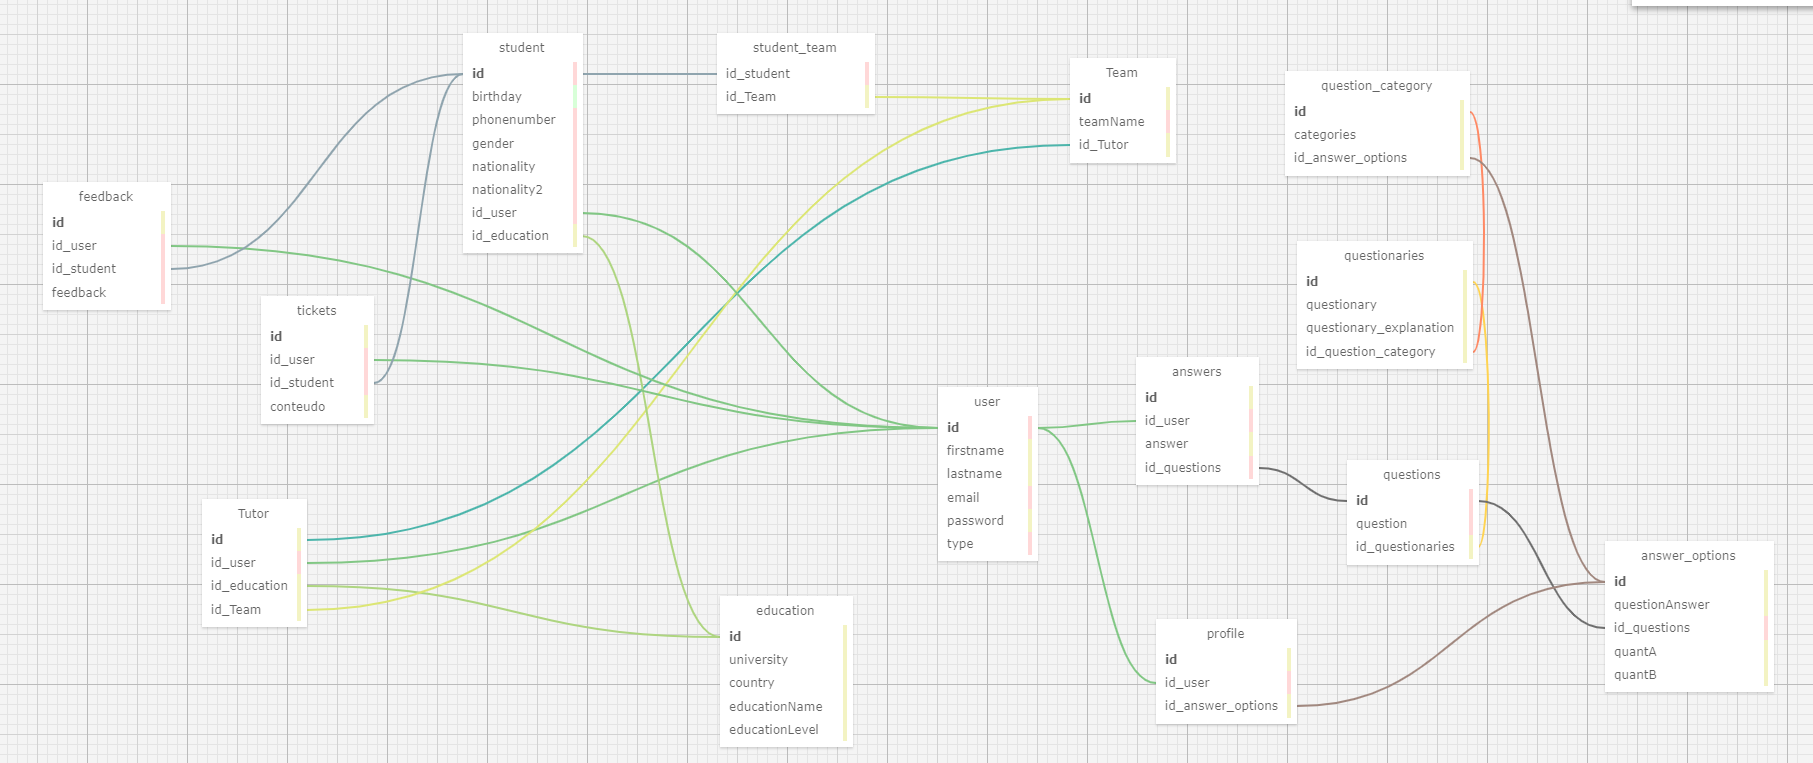 student
id
birthday
phonenumber
gender
nationality
nationality2
id_user
id_education
student_team
id_student
id_Team
Team
id
teamName
id_Tutor
question_category
id
categories
id_answer_options
feedback
id
id_user
id_student
feedback
questionaries
id
questionary
questionary_explanation
id_question_category
tickets
id
id_user
id_student
conteudo
answers
id
id_user
answer
id_questions
user
id
firstname
lastname
email
password
type
questions
id
question
id_questionaries
Tutor
id
id_user
id_education
id_Team
answer_options
id
questionAnswer
id_questions
quantA
quantB
education
id
university
country
educationName
educationLevel
profile
id
id_user
id_answer_options